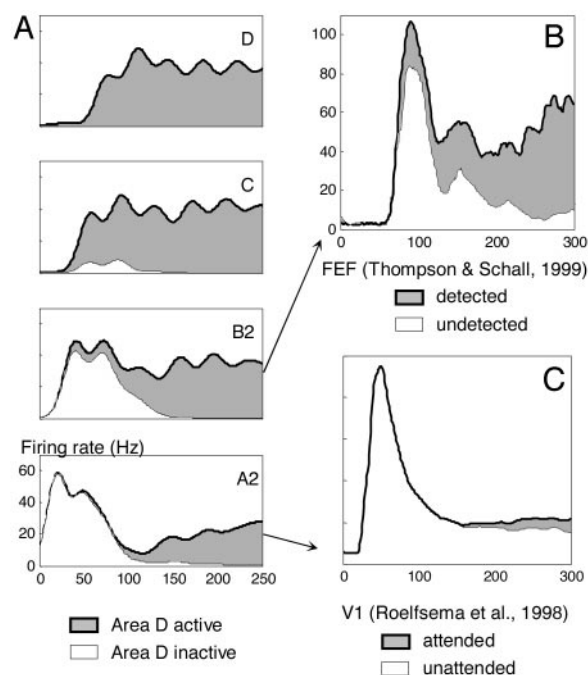 A
D
C
B2
Firing rate (Hz)
A2
60
40
20
0
0 50 100 150 200 250
Area D active
Area D inactive
B
100
80
60
40
20
0
0 100 200 300
FEF (Thompson & Schall, 1999)
detected
undetected
C
0 100 200 300
V1 (Roelfsema et al., 1998)
attended
unattended